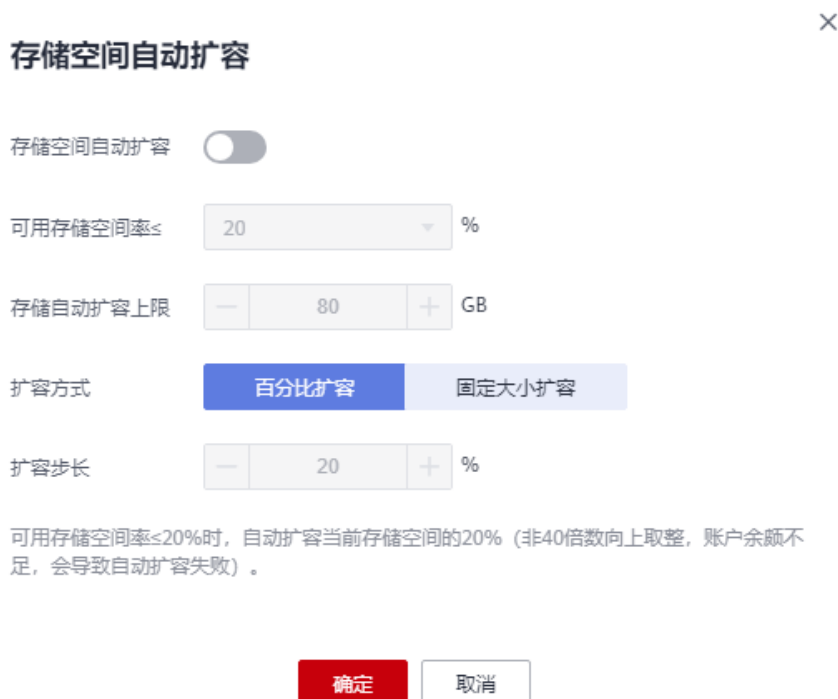 存储空间自动扩容
存储空间自动扩容
可用存储空间率≤ 20 %
存储自动扩容上限 80 GB
扩容方式 百分比扩容 固定大小扩容
扩容步长 20 %
可用存储空间率≤20%时，自动扩容当前存储空间的20%（非40倍数向上取整，账户余颇不
足，会导致自动扩容失败）。
确定 取消